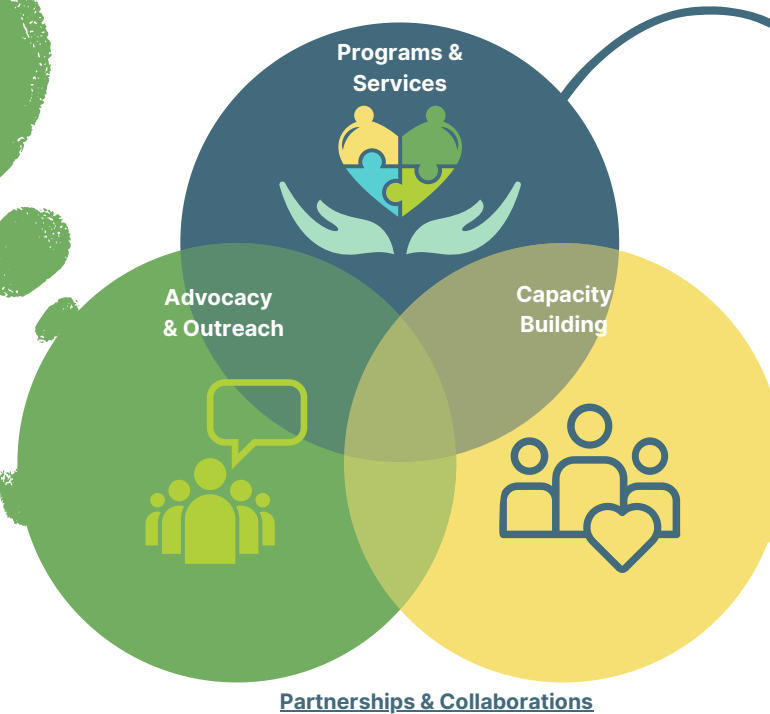 Programs &
Services
Advocacy
& Outreach
Capacity
Building
Partnerships & Collaborations